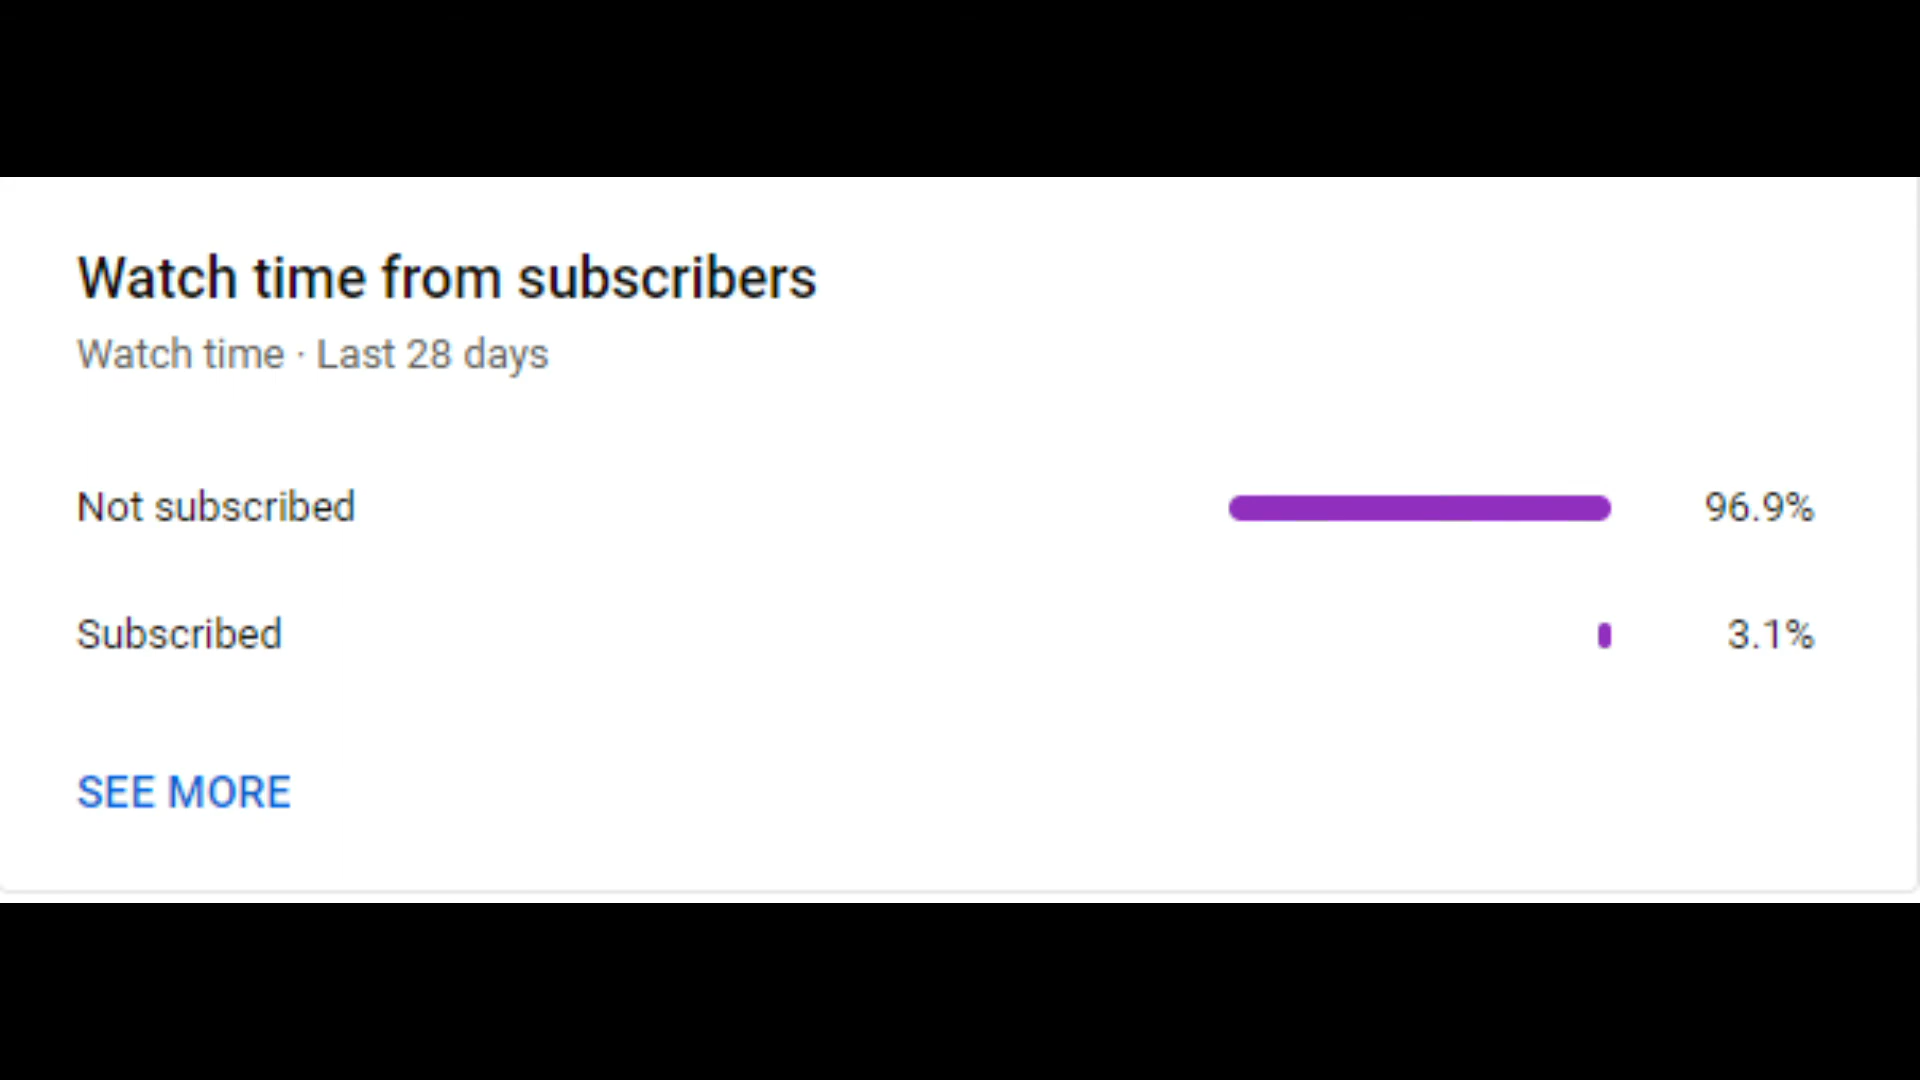 Watch time from subscribers
Watch time · Last 28 days
Not subscribed 96.9%
Subscribed 3.1%
SEE MORE